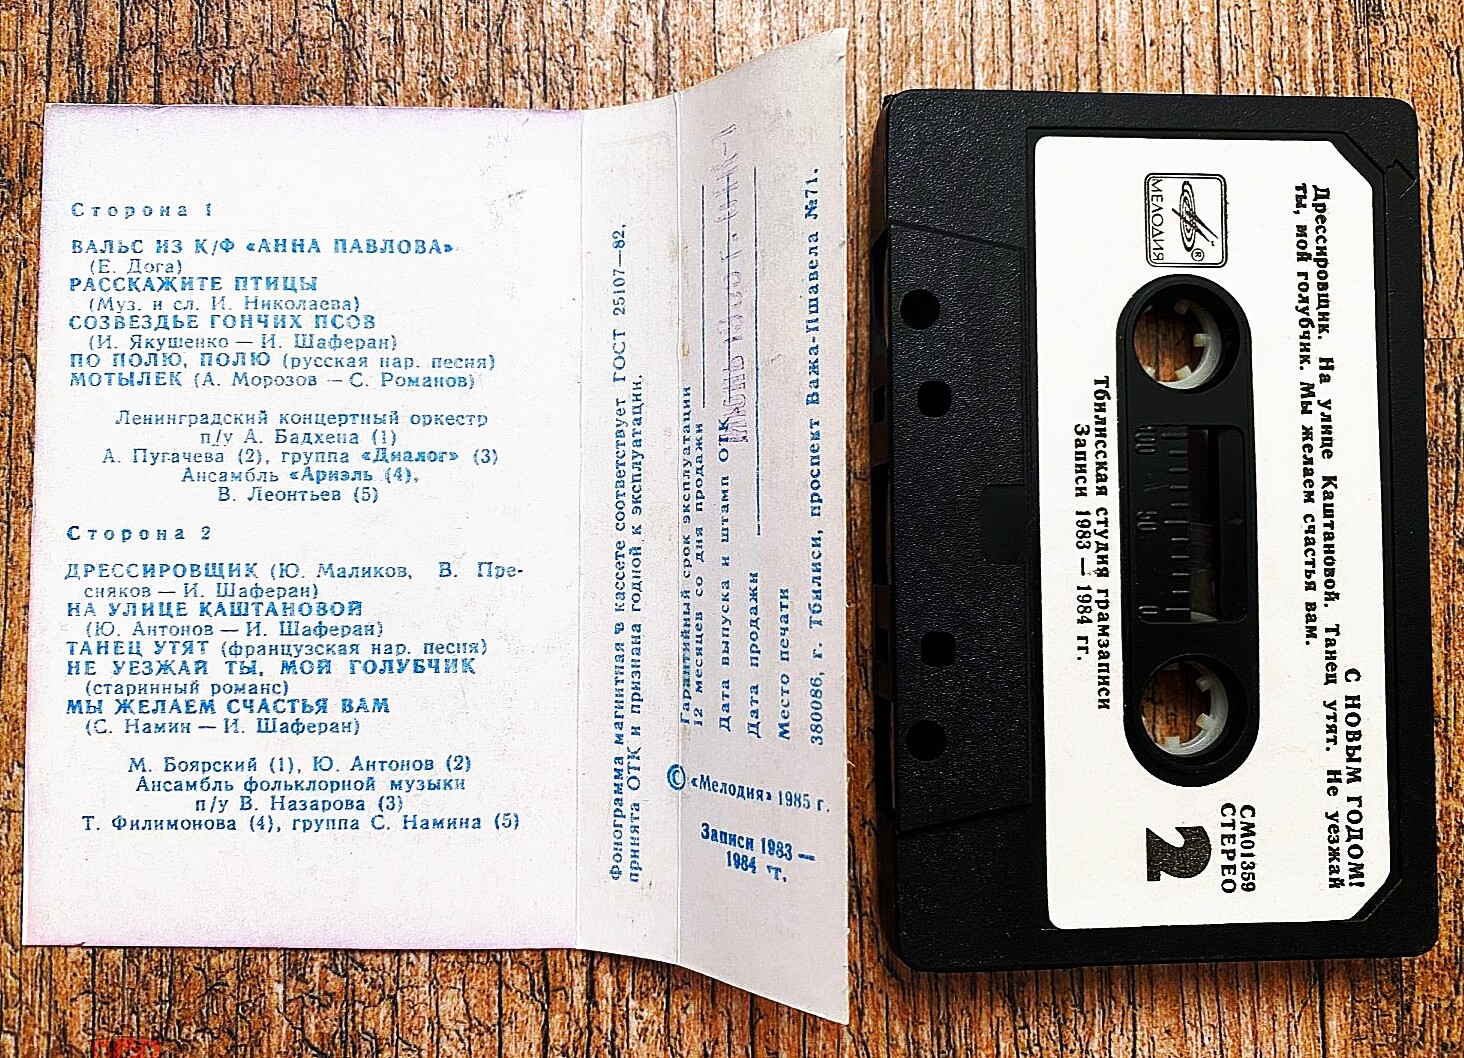 Сторона 1
ВАЛЬС ИЗ К/Ф «АННА ПАВЛОВА»
(Е. Дога)
РАССКАЖИТЕ ПТИЦЫ
(Муз. и сл. И. Николаева)
СОЗВЕЗДЬЕ ГОНЧИХ ПСОВ
(И. Якушенко — И. Шаферан)
ПО ПОЛЮ, ПОЛЮ (русская нар. песня)
МОТЫЛЕК (А. Морозов — С. Романов)
Ленинградский концертный оркестр
п/у А. Бадхена (1)
А. Пугачева (2), группа «Диалог» (3)
Ансамбль «Ариэль (4),
В. Леонтьев (5)
Сторона 2
ДРЕССИРОВЩИК (Ю. Маликов, В. Пре-
сняков — И. Шаферан)
НА УЛИЦЕ КАШТАНОВОЙ
(Ю. Антонов — И. Шаферан)
ТАНЕЦ УТЯТ (французская нар. песня)
НЕ УЕЗЖАЙ ТЫ, МОЙ ГОЛУБЧИК
(старинный романс)
МЫ ЖЕЛАЕМ СЧАСТЬЯ ВАМ
(С. Намин — И. Шаферан)
М. Боярский (1), Ю. Антонов (2)
Ансамбль фольклорной музыки
п/у В. Назарова (3)
Т. Филимонова (4), группа С. Намина (5)
Фонограмма магнитная в кассете соответствует ГОСТ 25107—82,
принята ОТК и признана годной к эксплуатации.
Гарантийный срок эксплуатации
12 месяцев со дня продажи
Дата выпуска и штамп ОТК
Дата продажи
Место печати
380086, г. Тбилиси, проспект Важа-Пшавела №71.
© «Мелодия» 1985 г.
Записи 1983 —
1984 гг.
С НОВЫМ ГОДОМ!
Дрессировщик. На улице Каштановой. Танец утят. Не уезжай
ты, мой голубчик. Мы желаем счастья вам.
МЕЛОДИЯ ®
100 50 0
СМ01359
СТЕРЕО
2
Тбилисская студия грамзаписи
Записи 1983 — 1984 гг.